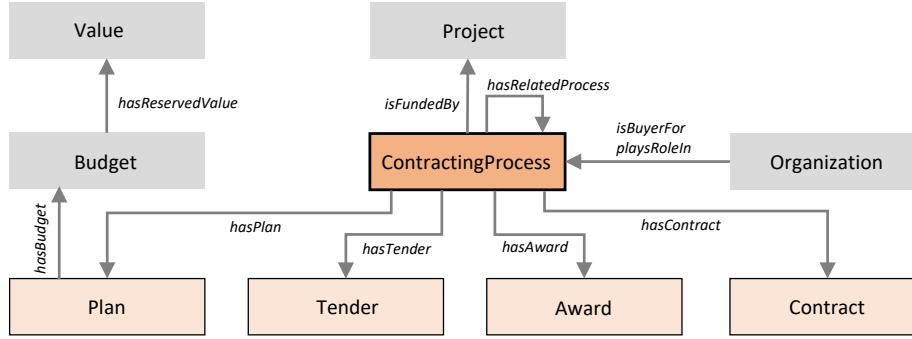 Value
Project
hasReservedValue
isFundedBy
hasRelatedProcess
Budget
ContractingProcess
isBuyerFor
playsRoleIn
Organization
hasBudget
hasPlan
hasTender
hasAward
hasContract
Plan
Tender
Award
Contract